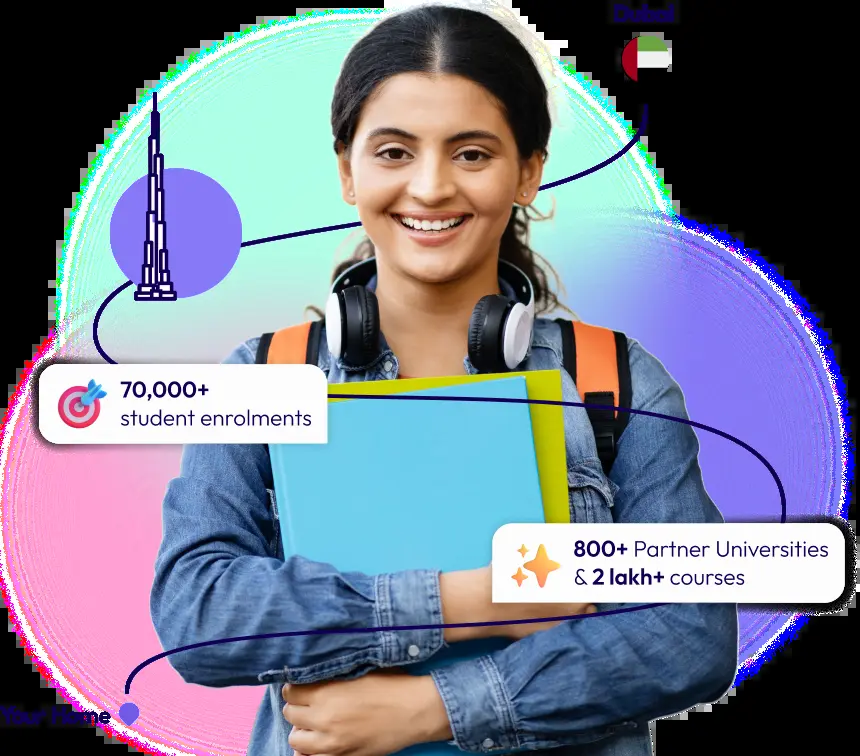 Dubai
70,000+
student enrolments
800+ Partner Universities
& 2 lakh+ courses
Your Home